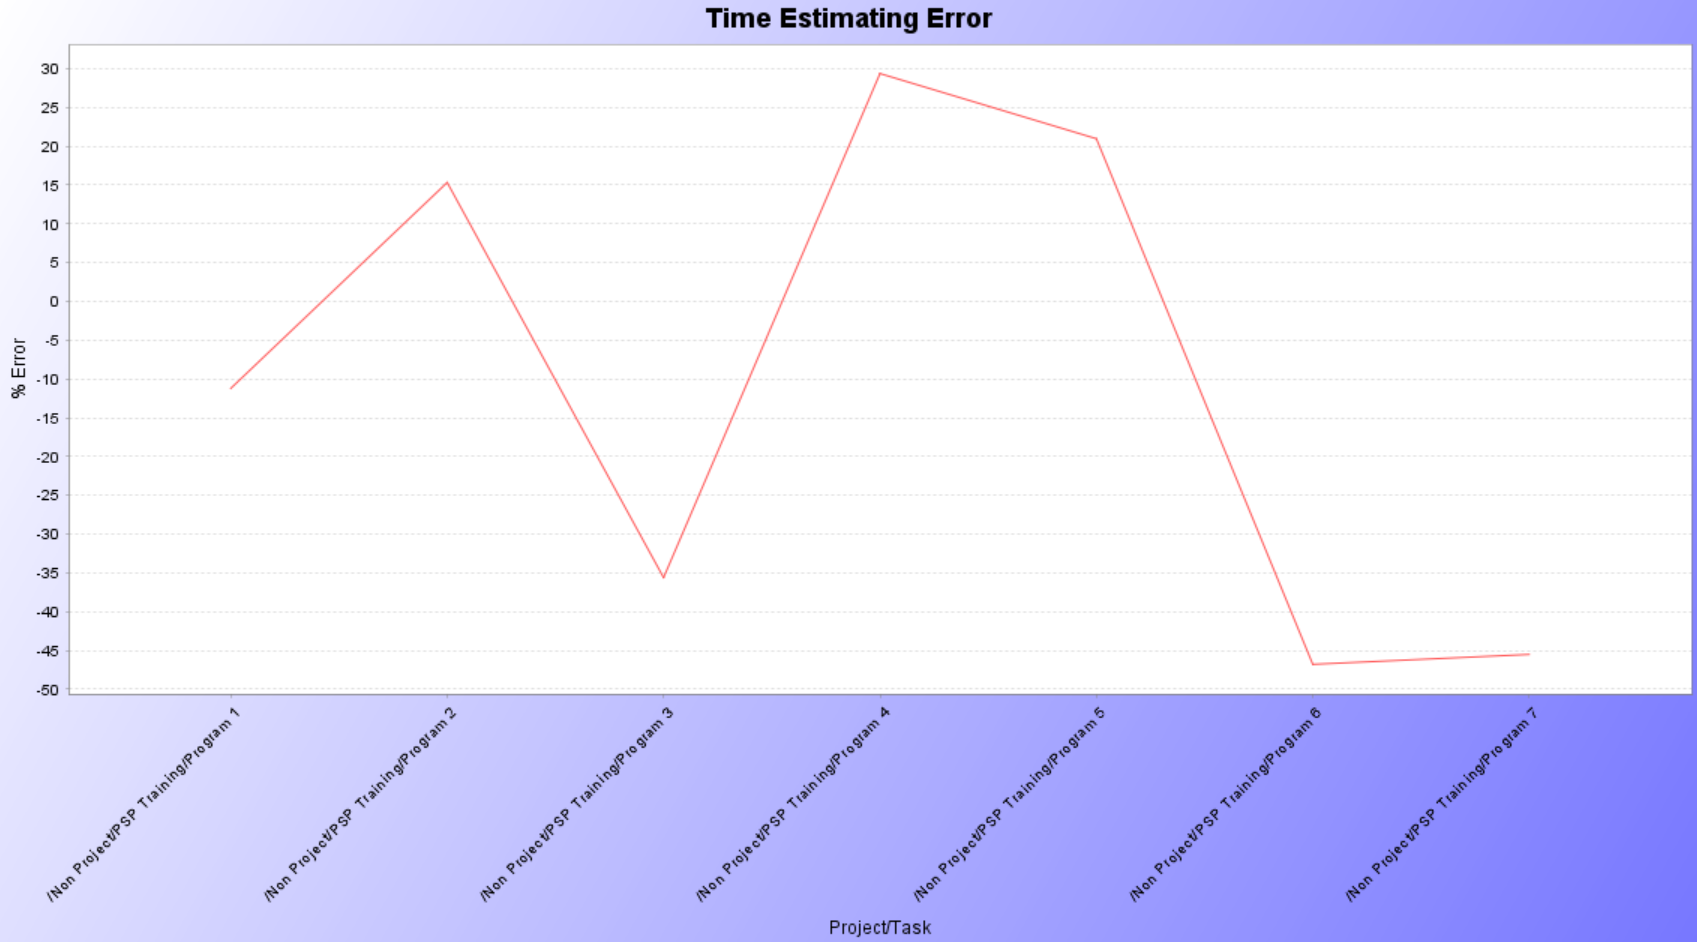 Time Estimating Error
30
25
20
15
10
5
0
-5
-10
-15
-20
-25
-30
-35
-40
-45
-50
% Error
/Non Project/PSP Training/Program 1
/Non Project/PSP Training/Program 2
/Non Project/PSP Training/Program 3
/Non Project/PSP Training/Program 4
/Non Project/PSP Training/Program 5
/Non Project/PSP Training/Program 6
/Non Project/PSP Training/Program 7
Project/Task